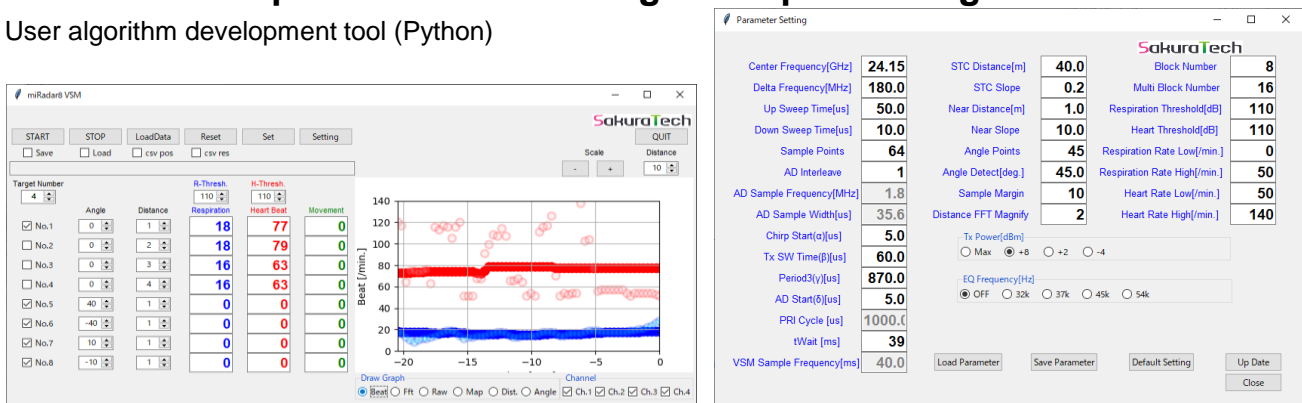 User algorithm development tool (Python)
miRadar8 VSM
SakuraTech
START STOP LoadData Reset Set Setting QUIT
Save Load csv pos csv res Scale Distance
- + 10
Target Number R-Thresh. H-Thresh.
4 110 110
Angle Distance Respiration Heart Beat Movement
No.1 0 1 18 77 0
No.2 0 2 18 79 0
No.3 0 3 16 63 0
No.4 0 4 16 63 0
No.5 40 1 0 0 0
No.6 -40 1 0 0 0
No.7 10 1 0 0 0
No.8 -10 1 0 0 0
Beat [/min.]
140
120
100
80
60
40
20
0
−20 −15 −10 −5 0
Draw Graph Channel
Beat Fft Raw Map Dist. Angle Ch.1 Ch.2 Ch.3 Ch.4
Parameter Setting
SakuraTech
Center Frequency[GHz] 24.15 STC Distance[m] 40.0 Block Number 8
Delta Frequency[MHz] 180.0 STC Slope 0.2 Multi Block Number 16
Up Sweep Time[us] 50.0 Near Distance[m] 1.0 Respiration Threshold[dB] 110
Down Sweep Time[us] 10.0 Near Slope 10.0 Heart Threshold[dB] 110
Sample Points 64 Angle Points 45 Respiration Rate Low[/min.] 0
AD Interleave 1 Angle Detect[deg.] 45.0 Respiration Rate High[/min.] 50
AD Sample Frequency[MHz] 1.8 Sample Margin 10 Heart Rate Low[/min.] 50
AD Sample Width[us] 35.6 Distance FFT Magnify 2 Heart Rate High[/min.] 140
Chirp Start(α)[us] 5.0
Tx SW Time(β)[us] 60.0
Period3(γ)[us] 870.0
AD Start(δ)[us] 5.0
PRI Cycle [us] 1000.0
tWait [ms] 39
VSM Sample Frequency[ms] 40.0
Tx Power[dBm]
Max +8 +2 -4
EQ Frequency[Hz]
OFF 32k 37k 45k 54k
Load Parameter Save Parameter Default Setting Up Date
Close